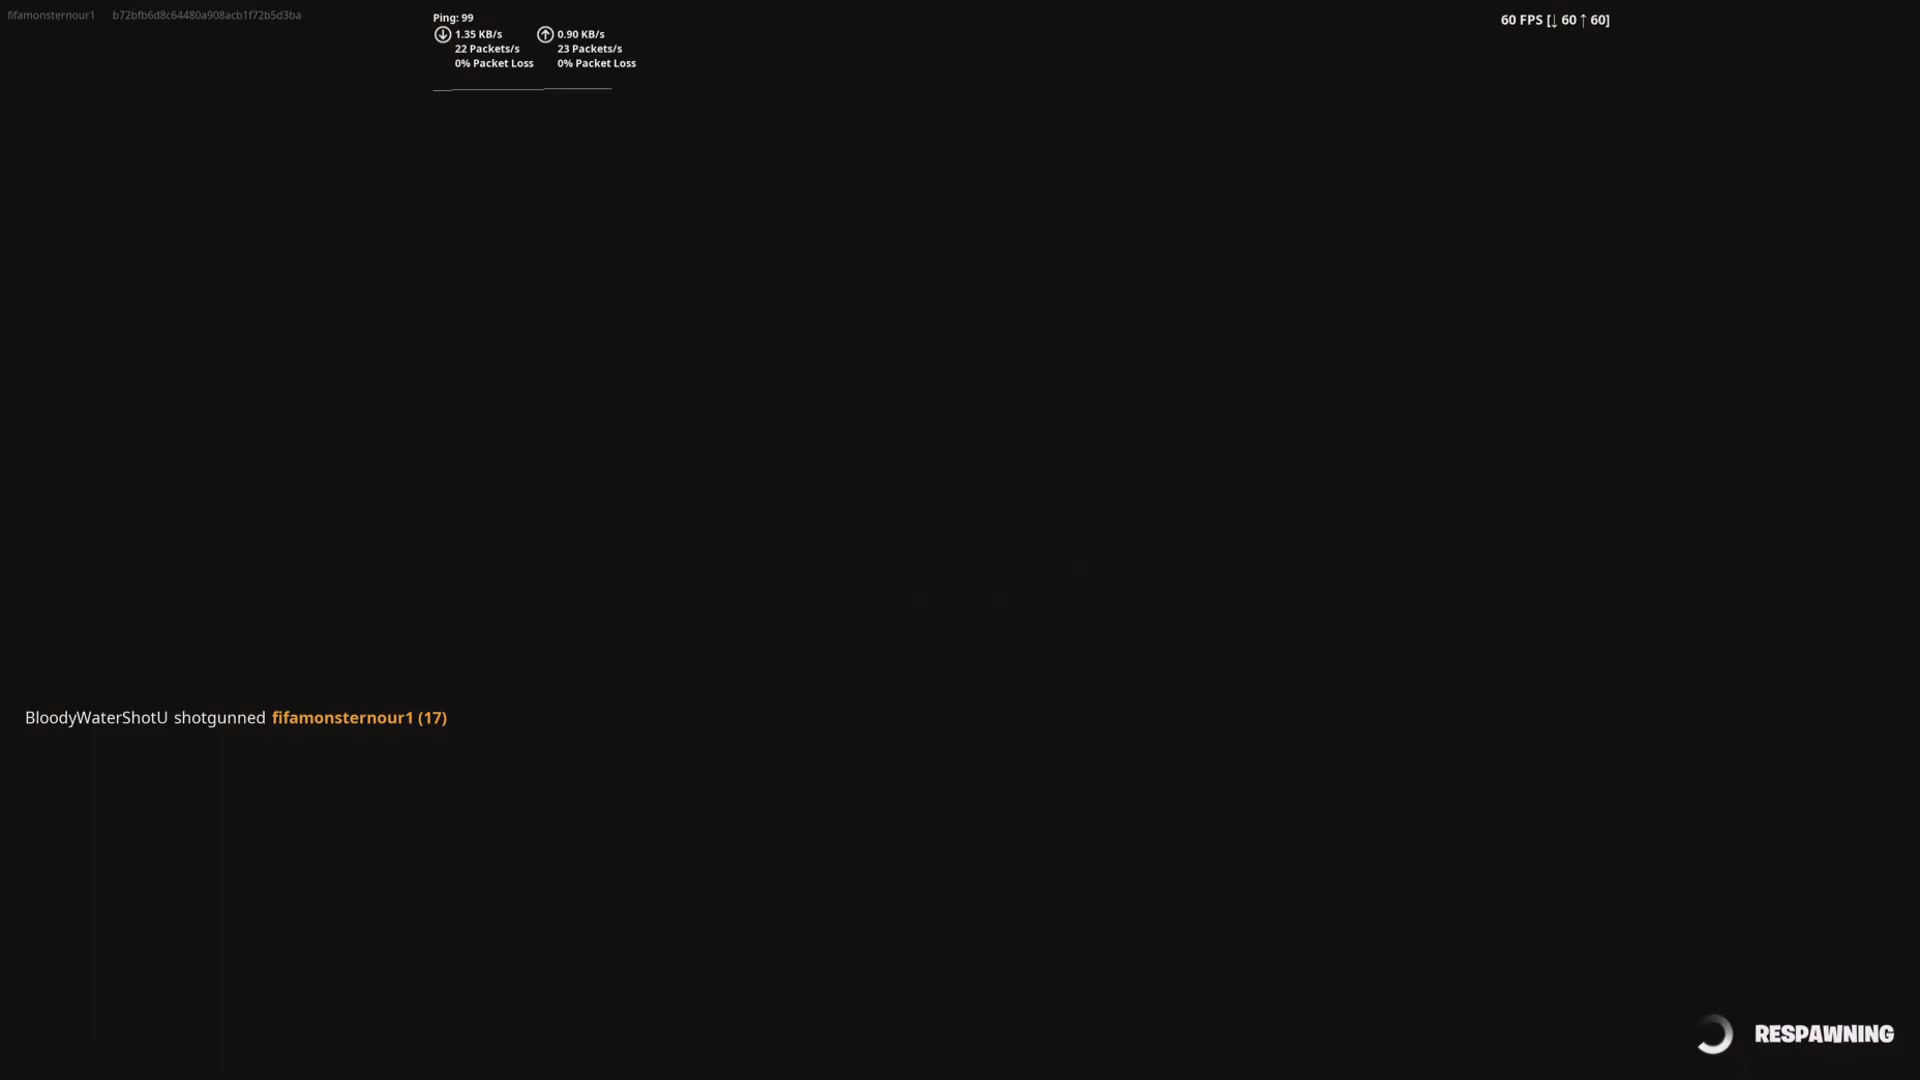 fifamonsternour1 b72bfb6d8c64480a908acb1f72b5d3ba
Ping: 99
60 FPS [↓ 60 ↑ 60]
1.35 KB/s 0.90 KB/s
22 Packets/s 23 Packets/s
0% Packet Loss 0% Packet Loss
BloodyWaterShotU shotgunned fifamonsternour1 (17)
RESPAWNING